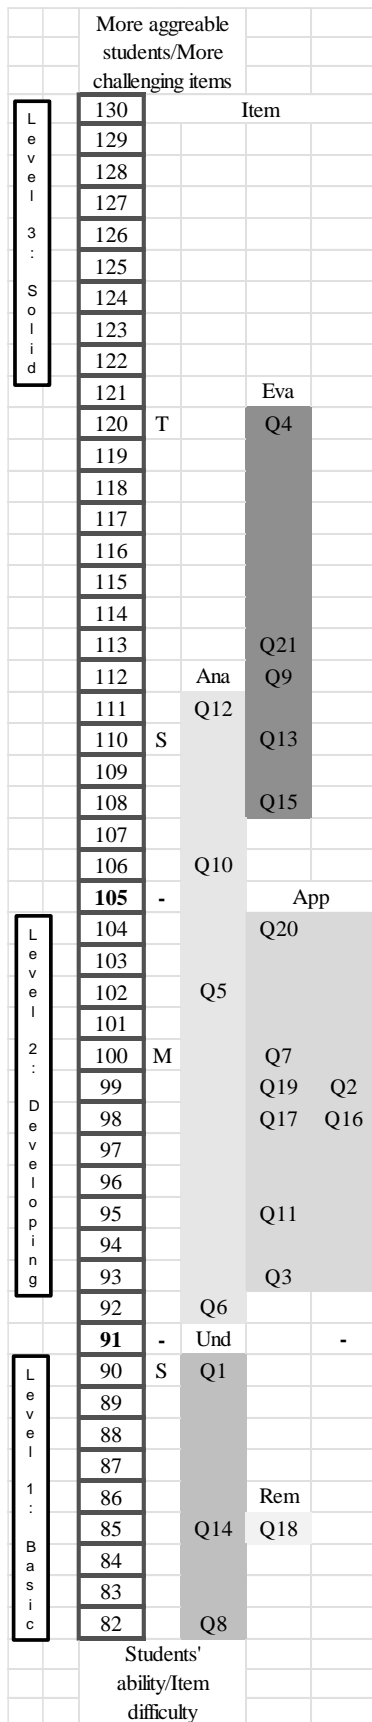 More aggreable
students/More
challenging items
Level 3: Solid
130 Item
129
128
127
126
125
124
123
122
121 Eva
120 T Q4
119
118
117
116
115
114
113 Q21
112 Ana Q9
111 Q12
110 S Q13
109
108 Q15
107
106 Q10
105 - App
Level 2: Developing
104 Q20
103
102 Q5
101
100 M Q7
99 Q19 Q2
98 Q17 Q16
97
96
95 Q11
94
93 Q3
92 Q6
91 - Und -
Level 1: Basic
90 S Q1
89
88
87
86 Rem
85 Q14 Q18
84
83
82 Q8
Students'
ability/Item
difficulty